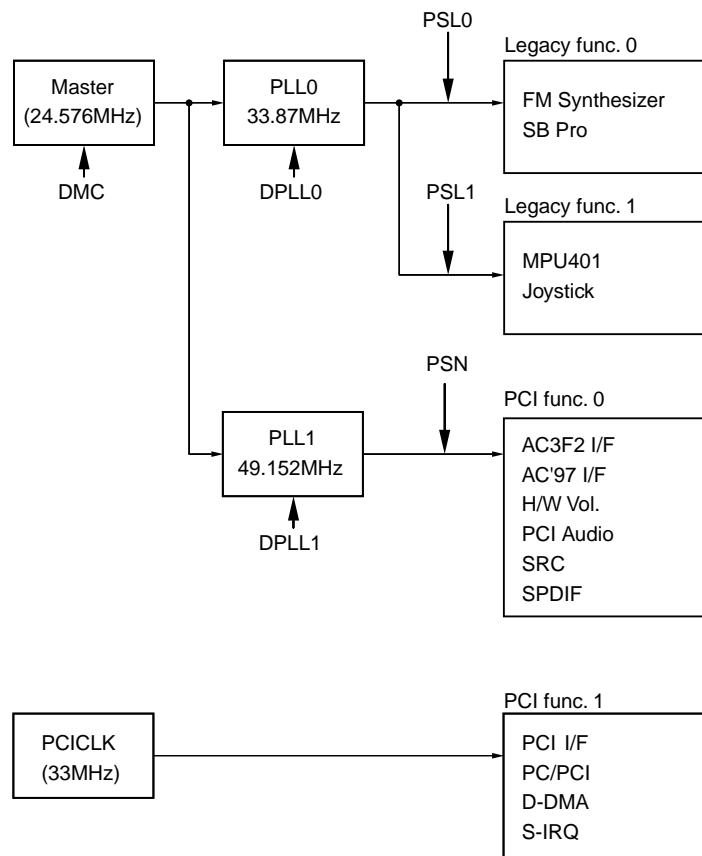 PSL0
Legacy func. 0
Master
(24.576MHz)
PLL0
33.87MHz
FM Synthesizer
SB Pro
DMC
DPLL0
PSL1
Legacy func. 1
MPU401
Joystick
PSN
PCI func. 0
PLL1
49.152MHz
AC3F2 I/F
AC'97 I/F
H/W Vol.
PCI Audio
SRC
SPDIF
DPLL1
PCI func. 1
PCICLK
(33MHz)
PCI I/F
PC/PCI
D-DMA
S-IRQ